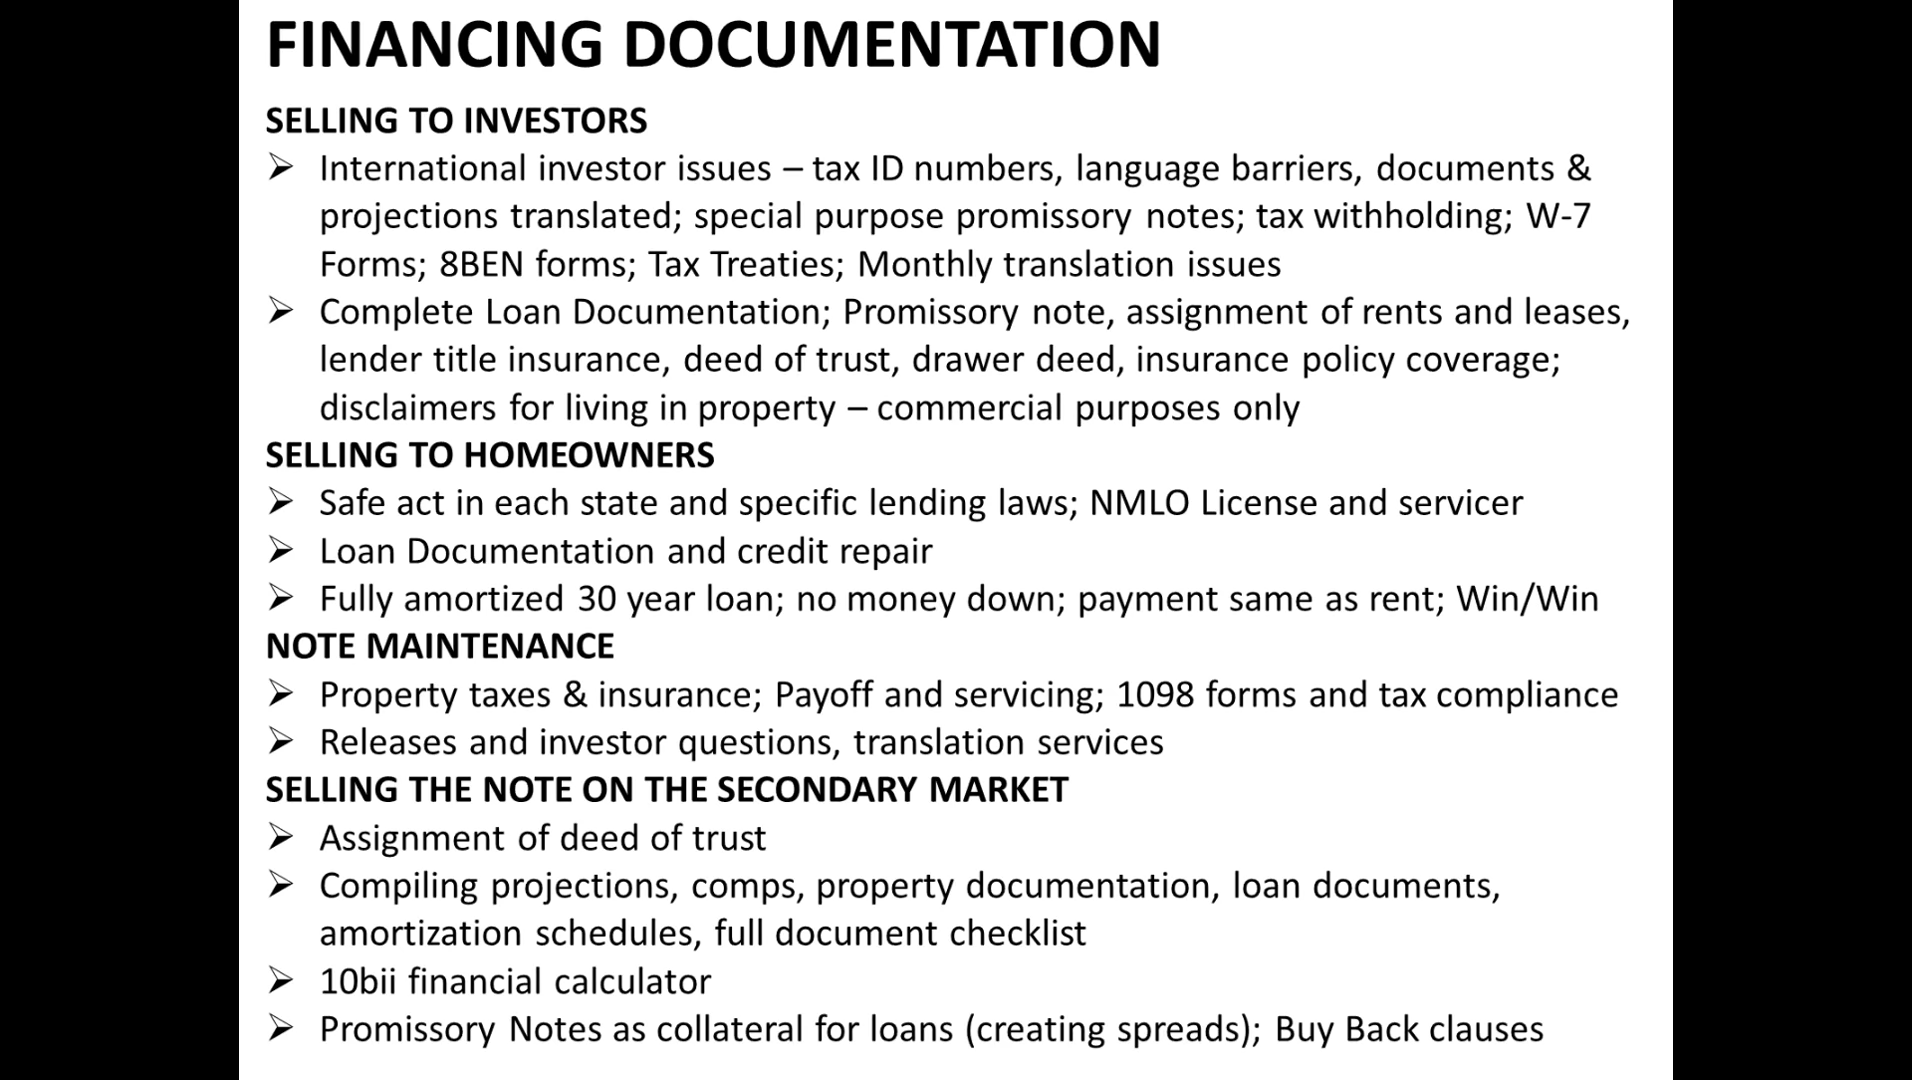 FINANCING DOCUMENTATION
SELLING TO INVESTORS
➢ International investor issues – tax ID numbers, language barriers, documents &
projections translated; special purpose promissory notes; tax withholding; W-7
Forms; 8BEN forms; Tax Treaties; Monthly translation issues
➢ Complete Loan Documentation; Promissory note, assignment of rents and leases,
lender title insurance, deed of trust, drawer deed, insurance policy coverage;
disclaimers for living in property – commercial purposes only
SELLING TO HOMEOWNERS
➢ Safe act in each state and specific lending laws; NMLO License and servicer
➢ Loan Documentation and credit repair
➢ Fully amortized 30 year loan; no money down; payment same as rent; Win/Win
NOTE MAINTENANCE
➢ Property taxes & insurance; Payoff and servicing; 1098 forms and tax compliance
➢ Releases and investor questions, translation services
SELLING THE NOTE ON THE SECONDARY MARKET
➢ Assignment of deed of trust
➢ Compiling projections, comps, property documentation, loan documents,
amortization schedules, full document checklist
➢ 10bii financial calculator
➢ Promissory Notes as collateral for loans (creating spreads); Buy Back clauses